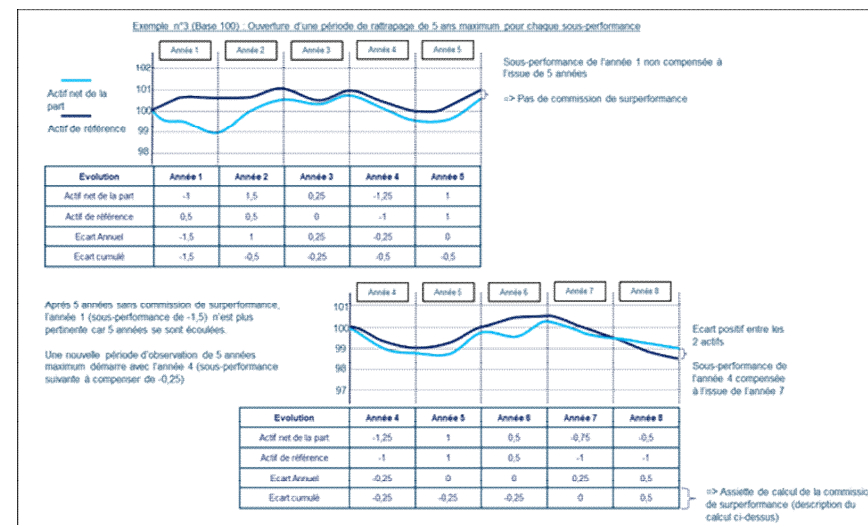 Exemple n°3 (Base 100) : Ouverture d'une période de rattrapage de 5 ans maximum pour chaque sous-performance
Année 1 Année 2 Année 3 Année 4 Année 5
102
101
100
99
98
Actif net de la part
Actif de référence
Sous-performance de l'année 1 non compensée à
l'issue de 5 années
=> Pas de commission de surperformance
Evolution Année 1 Année 2 Année 3 Année 4 Année 5
Actif net de la part -1 1,5 0,25 -1,25 1
Actif de référence 0,5 0,5 0 -1 1
Ecart Annuel -1,5 1 0,25 -0,25 0
Ecart cumulé -1,5 -0,5 -0,25 -0,5 -0,5
Après 5 années sans commission de surperformance,
l'année 1 (sous-performance de -1,5) n'est plus
pertinente car 5 années se sont écoulées.
Une nouvelle période d'observation de 5 années
maximum démarre avec l'année 4 (sous-performance
suivante à compenser de -0,25)
Année 4 Année 5 Année 6 Année 7 Année 8
101
100
99
98
97
Ecart positif entre les
2 actifs
Sous-performance de
l'année 4 compensée
à l'issue de l'année 7
Evolution Année 4 Année 5 Année 6 Année 7 Année 8
Actif net de la part -1,25 1 0,5 -0,75 -0,5
Actif de référence -1 1 0,5 -1 -1
Ecart Annuel -0,25 0 0 0,25 0,5
Ecart cumulé -0,25 -0,25 -0,25 0 0,5
=> Assiette de calcul de la commission
de surperformance (description du
calcul ci-dessus)